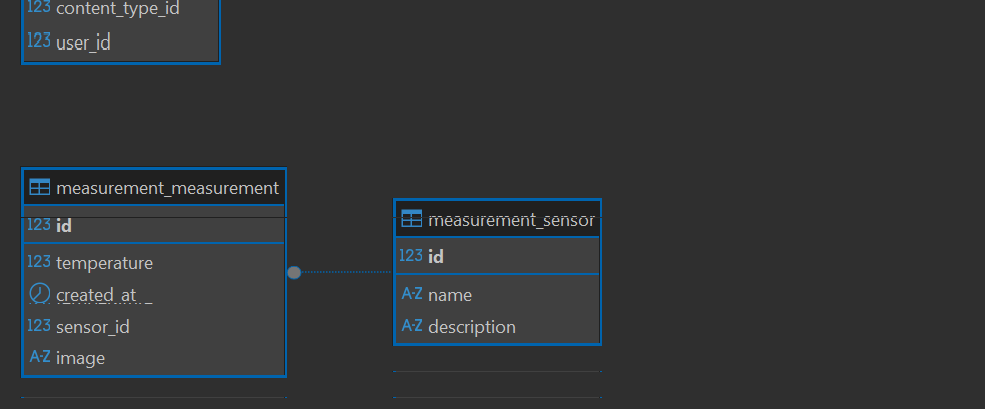 123 content_type_id
123 user_id
measurement_measurement
123 id
123 temperature
created_at
123 sensor_id
A-Z image
measurement_sensor
123 id
A-Z name
A-Z description